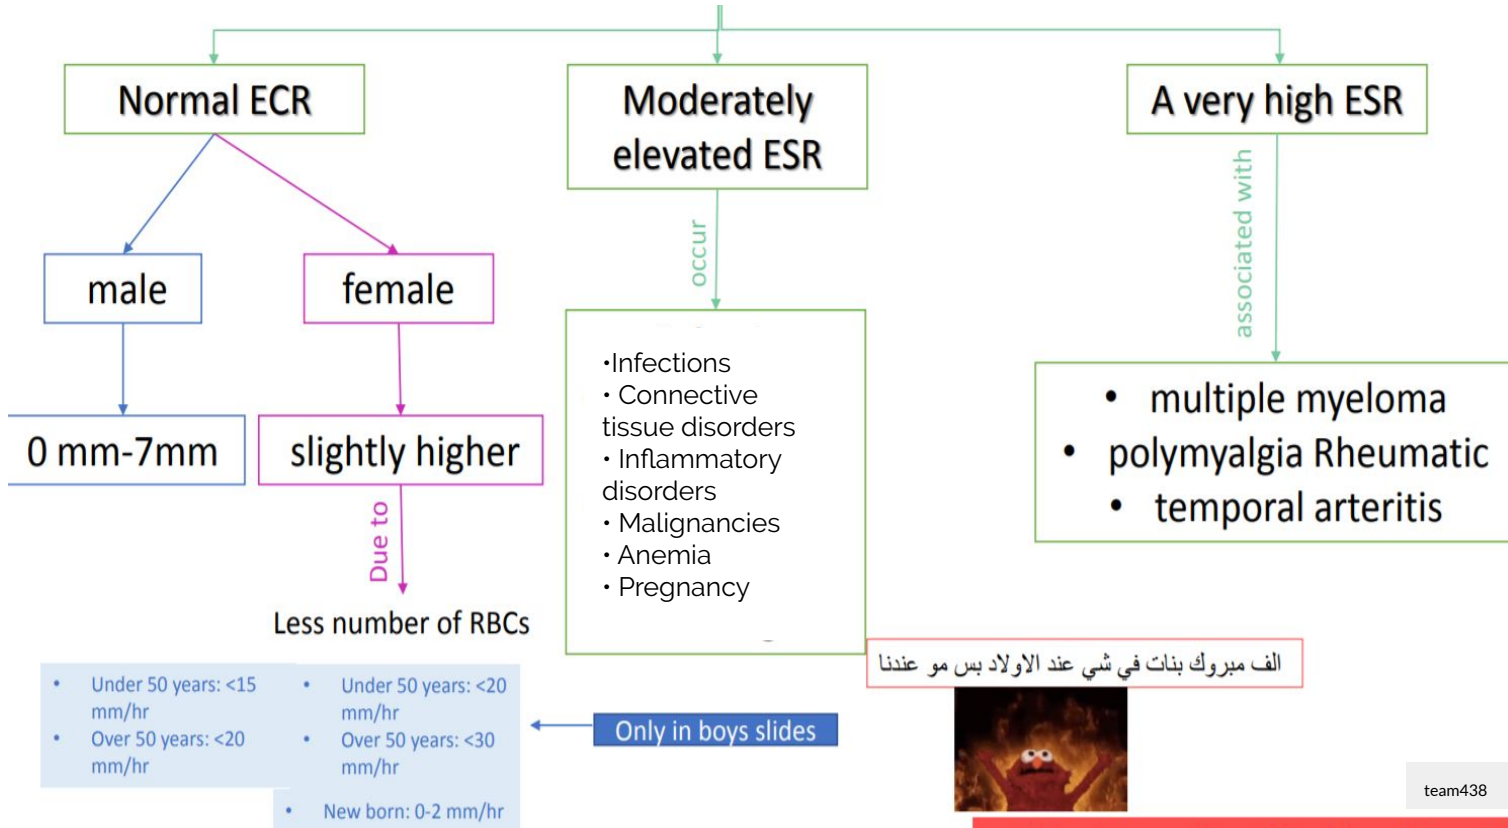 Normal ECR
Moderately
elevated ESR
A very high ESR
occur
associated with
male
female
0 mm-7mm
slightly higher
Due to
Less number of RBCs
•Infections
• Connective
tissue disorders
• Inflammatory
disorders
• Malignancies
• Anemia
• Pregnancy
• multiple myeloma
• polymyalgia Rheumatic
• temporal arteritis
الف مبروك بنات في شي عند الاولاد بس مو عندنا
• Under 50 years: <15
mm/hr
• Over 50 years: <20
mm/hr
• Under 50 years: <20
mm/hr
• Over 50 years: <30
mm/hr
• New born: 0-2 mm/hr
Only in boys slides
team438